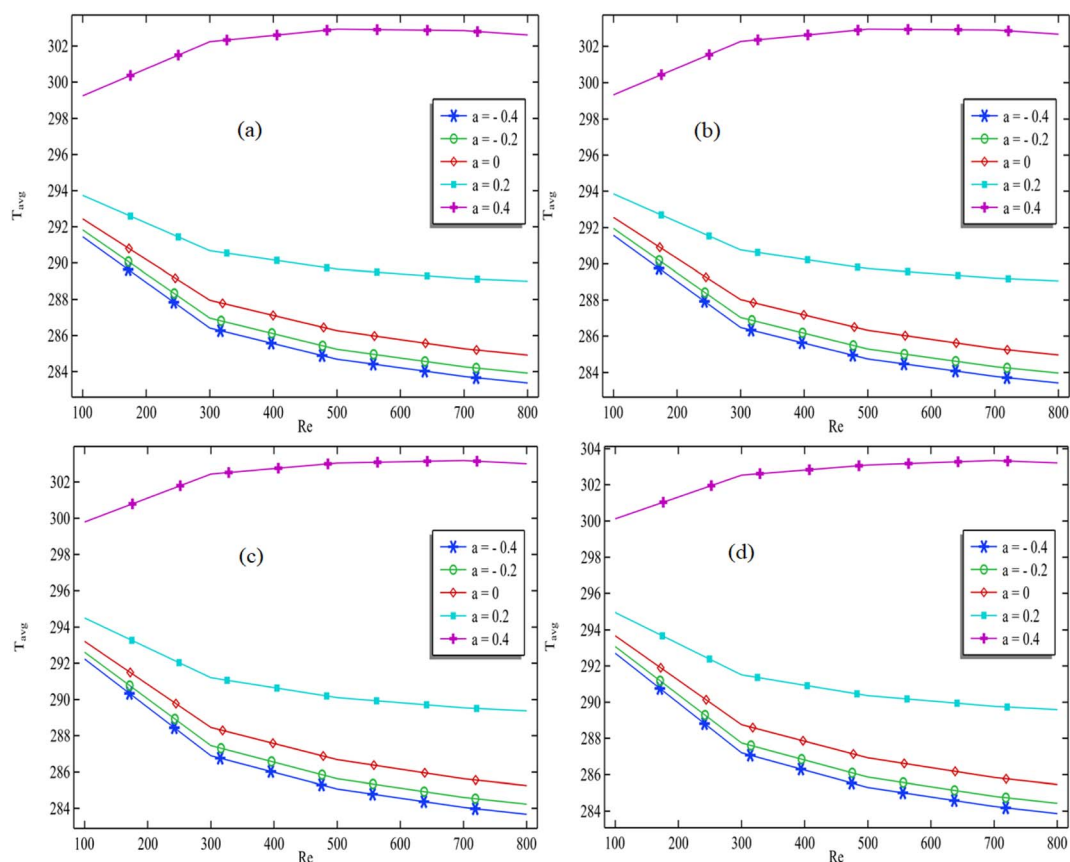 302
300
298
296
294
292
290
288
286
284
T_avg
(a)
a = - 0.4
a = - 0.2
a = 0
a = 0.2
a = 0.4
100 200 300 400 500 600 700 800
Re
302
300
298
296
294
292
290
288
286
284
T_avg
(b)
a = - 0.4
a = - 0.2
a = 0
a = 0.2
a = 0.4
100 200 300 400 500 600 700 800
Re
302
300
298
296
294
292
290
288
286
284
T_avg
(c)
a = - 0.4
a = - 0.2
a = 0
a = 0.2
a = 0.4
100 200 300 400 500 600 700 800
Re
304
302
300
298
296
294
292
290
288
286
284
T_avg
(d)
a = - 0.4
a = - 0.2
a = 0
a = 0.2
a = 0.4
100 200 300 400 500 600 700 800
Re